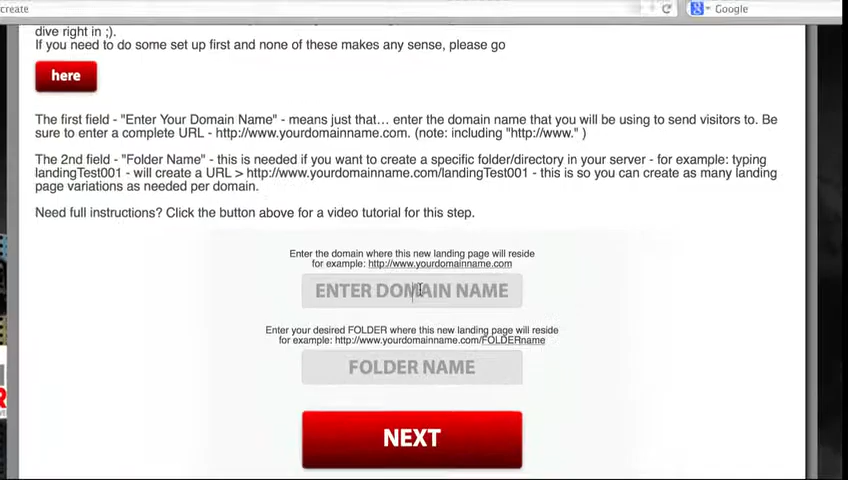 create
Google
dive right in ;).
If you need to do some set up first and none of these makes any sense, please go
here
The first field - "Enter Your Domain Name" - means just that... enter the domain name that you will be using to send visitors to. Be
sure to enter a complete URL - http://www.yourdomainname.com. (note: including "http://www." )
The 2nd field - "Folder Name" - this is needed if you want to create a specific folder/directory in your server - for example: typing
landingTest001 - will create a URL > http://www.yourdomainname.com/landingTest001 - this is so you can create as many landing
page variations as needed per domain.
Need full instructions? Click the button above for a video tutorial for this step.
Enter the domain where this new landing page will reside
for example: http://www.yourdomainname.com
ENTER DOMAIN NAME
Enter your desired FOLDER where this new landing page will reside
for example: http://www.yourdomainname.com/FOLDERname
FOLDER NAME
NEXT